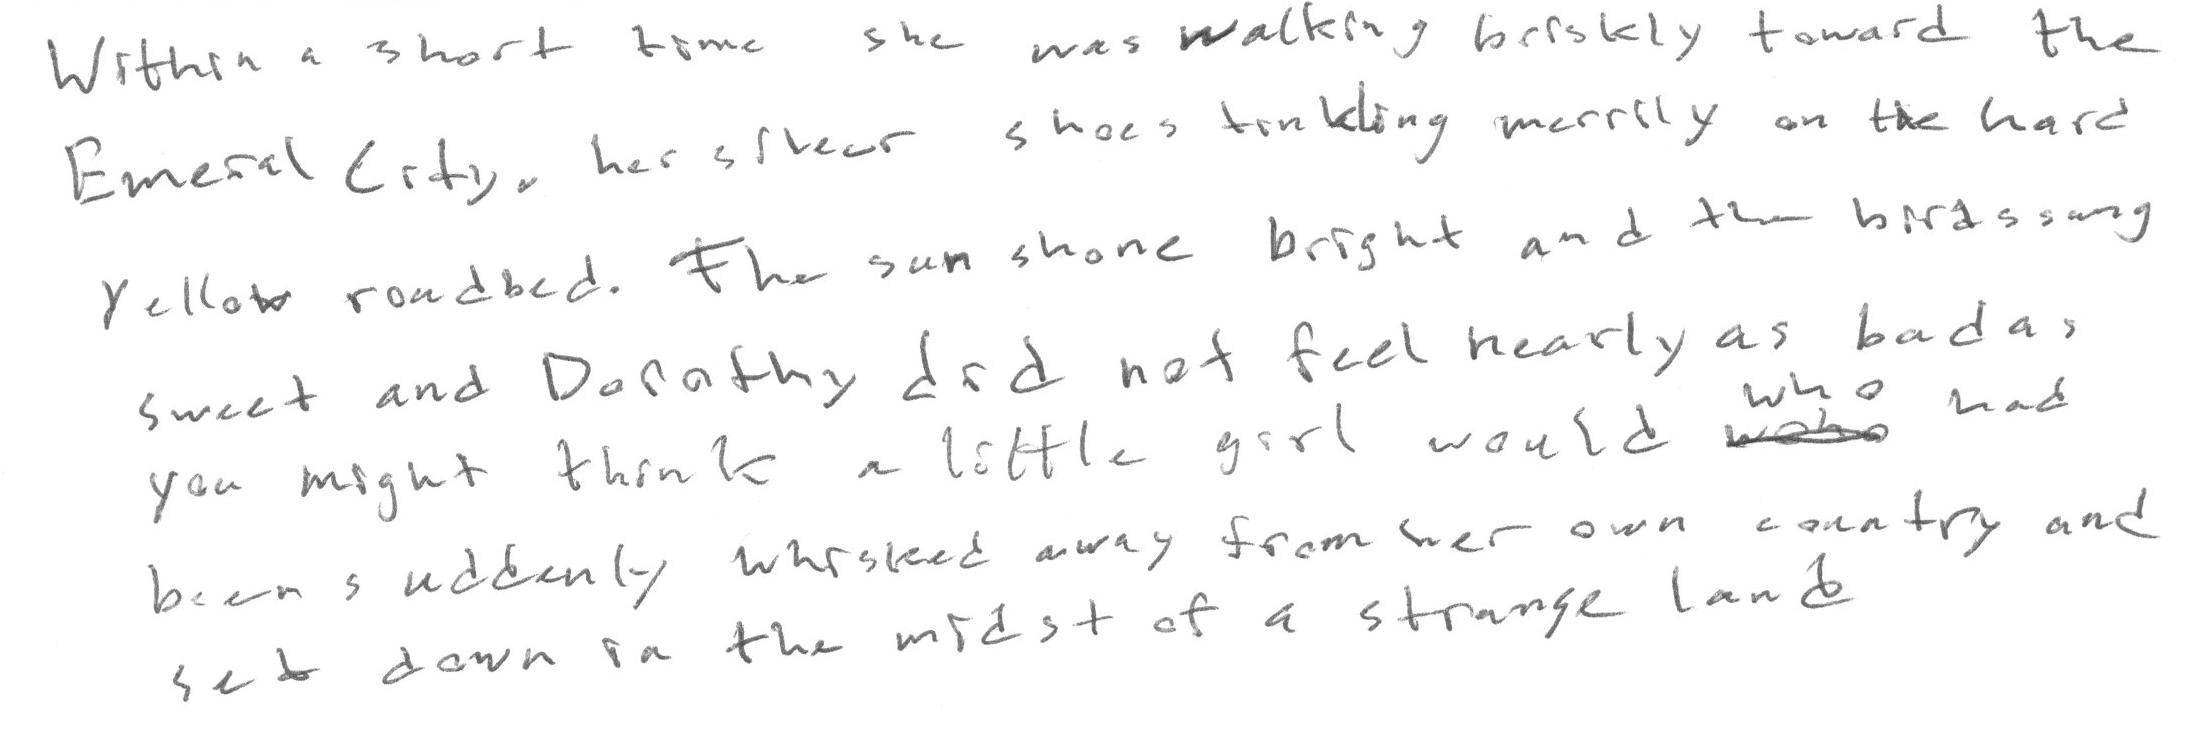 Within a short time she was walking briskly toward the
Emeral City, her silver shoes tinkling merrily on the hard
Yellow roadbed. The sun shone bright and the birds sang
sweet and Dorothy did not feel nearly as bad as
you might think a little girl would who had
been suddenly whisked away from her own country and
set down in the midst of a strange land